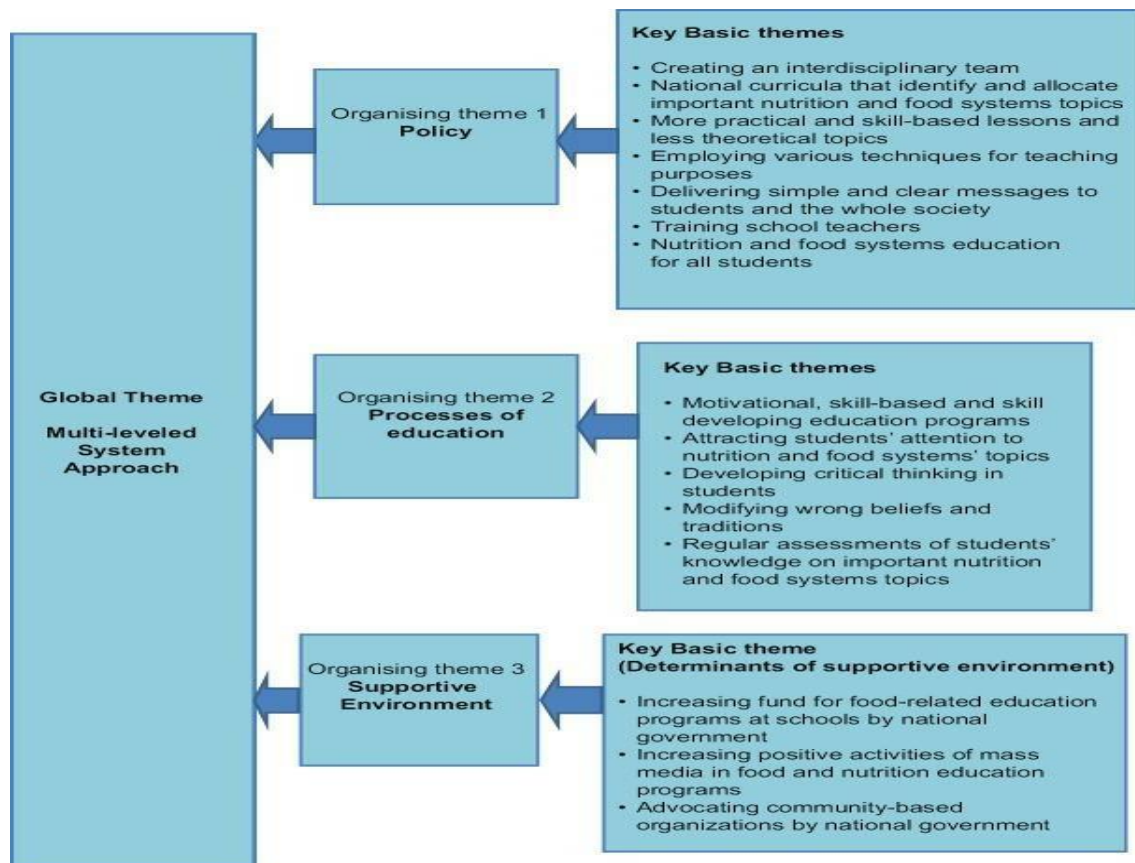 Global Theme
Multi-leveled
System
Approach
Organising theme 1
Policy
Key Basic themes
• Creating an interdisciplinary team
• National curricula that identify and allocate
important nutrition and food systems topics
• More practical and skill-based lessons and
less theoretical topics
• Employing various techniques for teaching
purposes
• Delivering simple and clear messages to
students and the whole society
• Training school teachers
• Nutrition and food systems education
for all students
Organising theme 2
Processes of
education
Key Basic themes
• Motivational, skill-based and skill
developing education programs
• Attracting students' attention to
nutrition and food systems' topics
• Developing critical thinking in
students
• Modifying wrong beliefs and
traditions
• Regular assessments of students'
knowledge on important nutrition
and food systems topics
Organising theme 3
Supportive
Environment
Key Basic theme
(Determinants of supportive environment)
• Increasing fund for food-related education
programs at schools by national
government
• Increasing positive activities of mass
media in food and nutrition education
programs
• Advocating community-based
organizations by national government